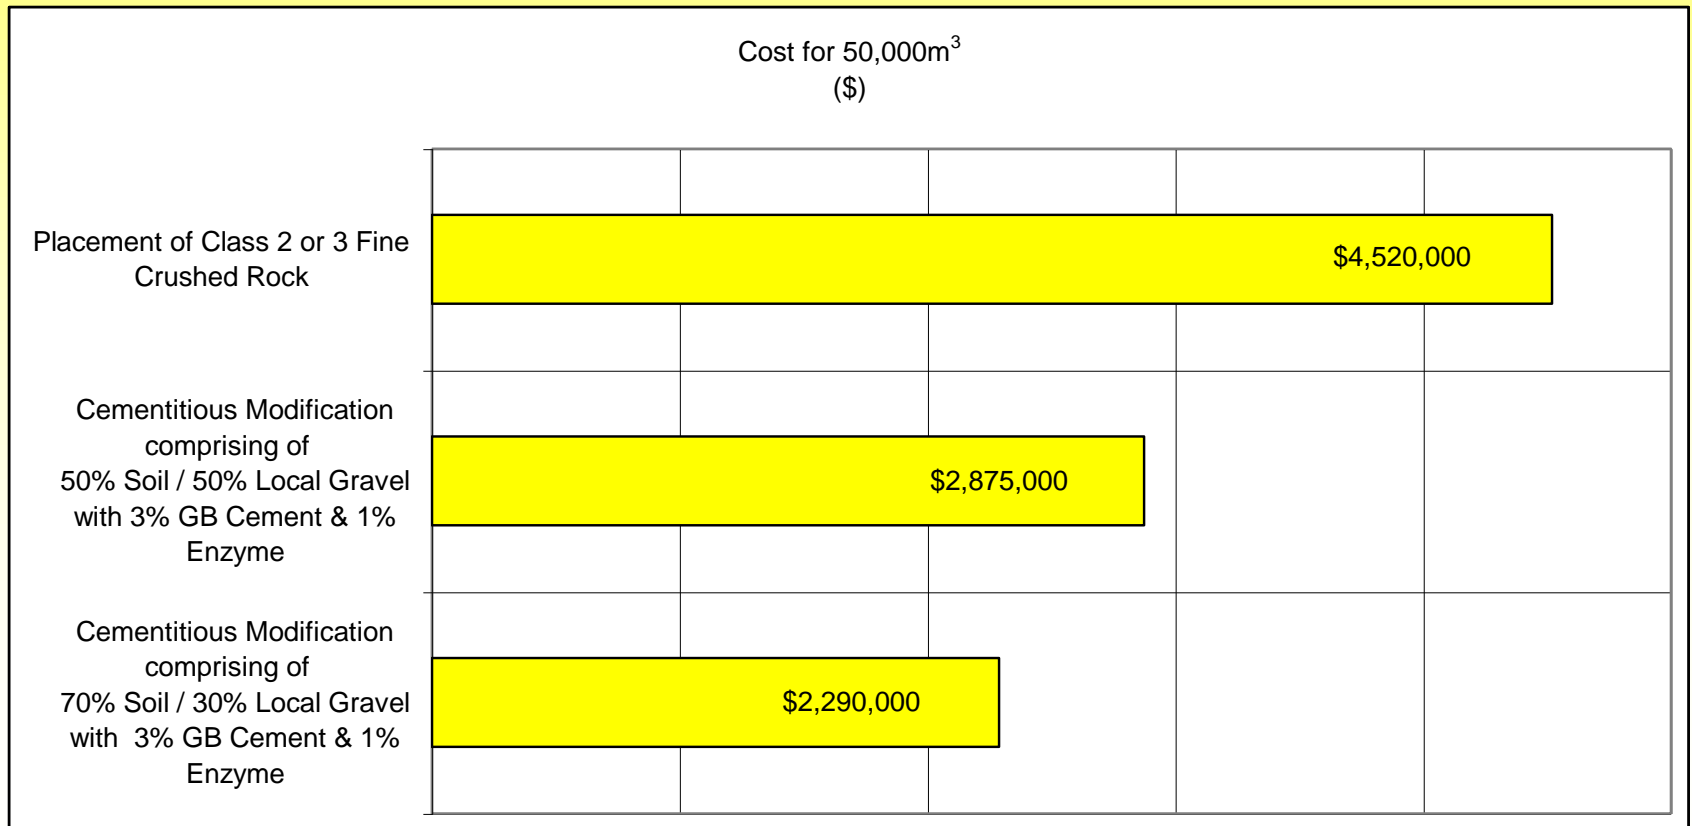 Cost for 50,000m³
($)
Placement of Class 2 or 3 Fine
Crushed Rock
$4,520,000
Cementitious Modification
comprising of
50% Soil / 50% Local Gravel
with 3% GB Cement & 1%
Enzyme
$2,875,000
Cementitious Modification
comprising of
70% Soil / 30% Local Gravel
with  3% GB Cement & 1%
Enzyme
$2,290,000